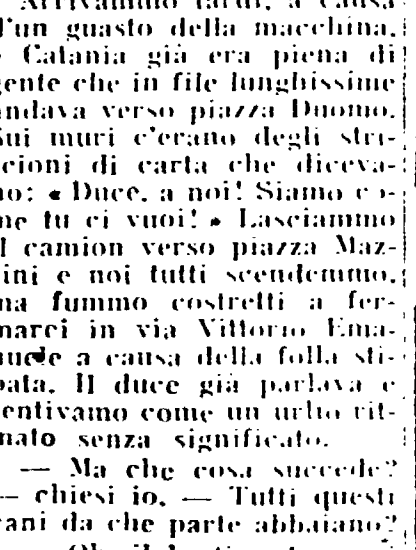 Arrivammo tardi, a causa
d'un guasto della macchina.
Catania già era piena di
gente che in file lunghissime
andava verso piazza Duomo.
Sui muri c'erano degli stri-
scioni di carta che diceva-
no: « Duce, a noi! Siamo co-
me tu ci vuoi! » Lasciammo
il camion verso piazza Maz-
zini e noi tutti scendemmo,
ma fummo costretti a fer-
marci in via Vittorio Ema-
nuele a causa della folla sti-
pata. Il duce già parlava e
sentivamo come un urlio rit-
mato senza significato.
— Ma che cosa succede?
— chiesi io. — Tutti questi
cani da che parte abbaiano?